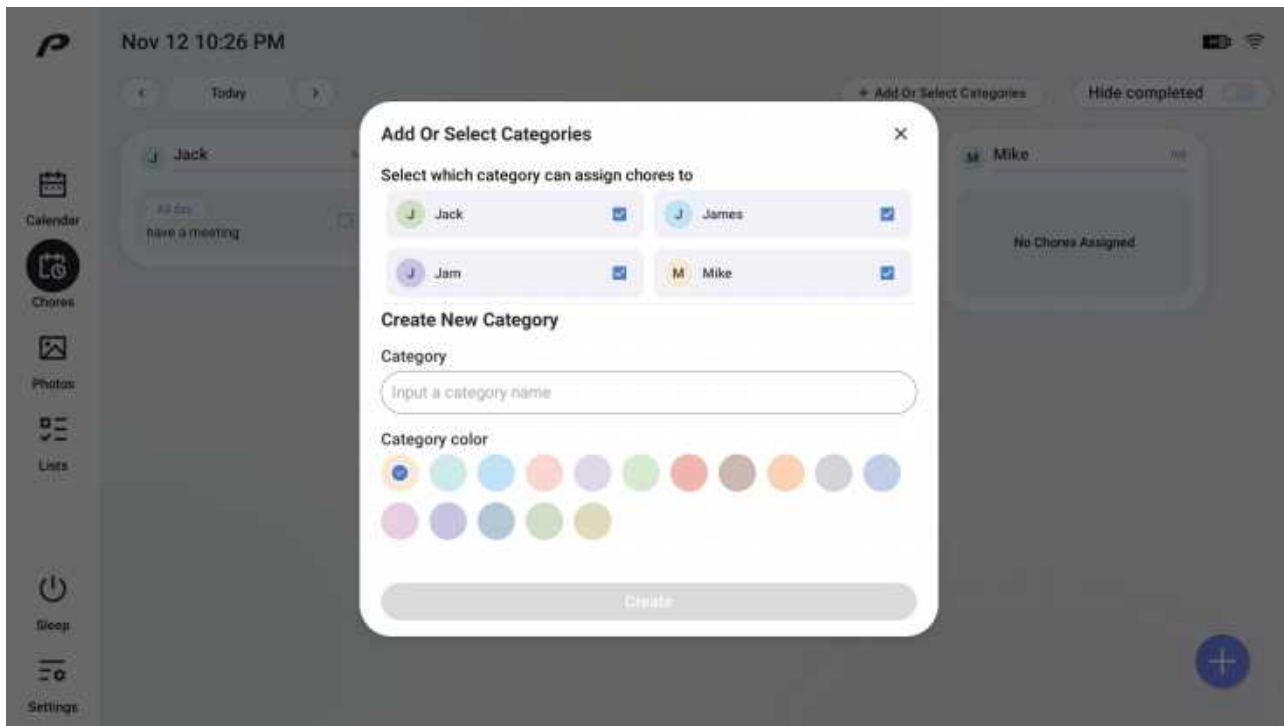 Nov 12 10:26 PM
Today
+ Add Or Select Categories
Hide completed
Add Or Select Categories
Select which category can assign chores to
J Jack
J James
J Jam
M Mike
Create New Category
Category
Input a category name
Category color
Create
J Jack
All day
have a meeting
M Mike
0/0
No Chores Assigned
Calendar
Chores
Photos
Lists
Sleep
Settings